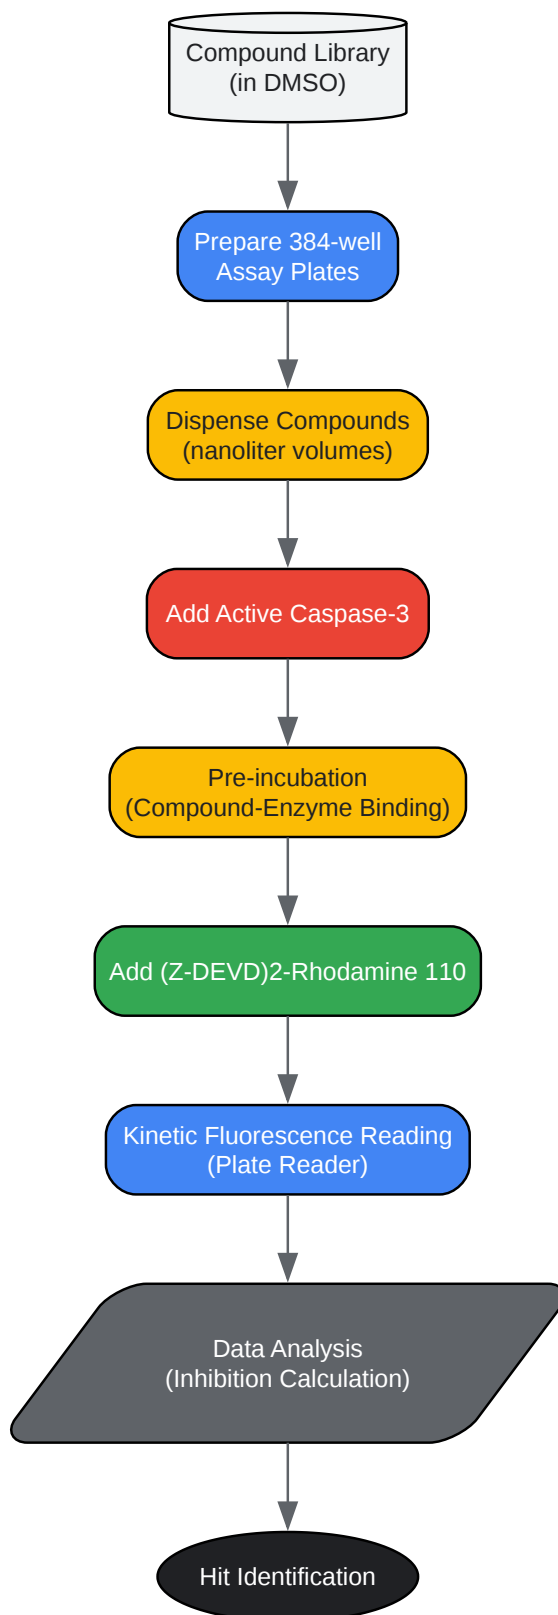 Compound Library
(in DMSO)
Prepare 384-well
Assay Plates
Dispense Compounds
(nanoliter volumes)
Add Active Caspase-3
Pre-incubation
(Compound-Enzyme Binding)
Add (Z-DEVD)2-Rhodamine 110
Kinetic Fluorescence Reading
(Plate Reader)
Data Analysis
(Inhibition Calculation)
Hit Identification